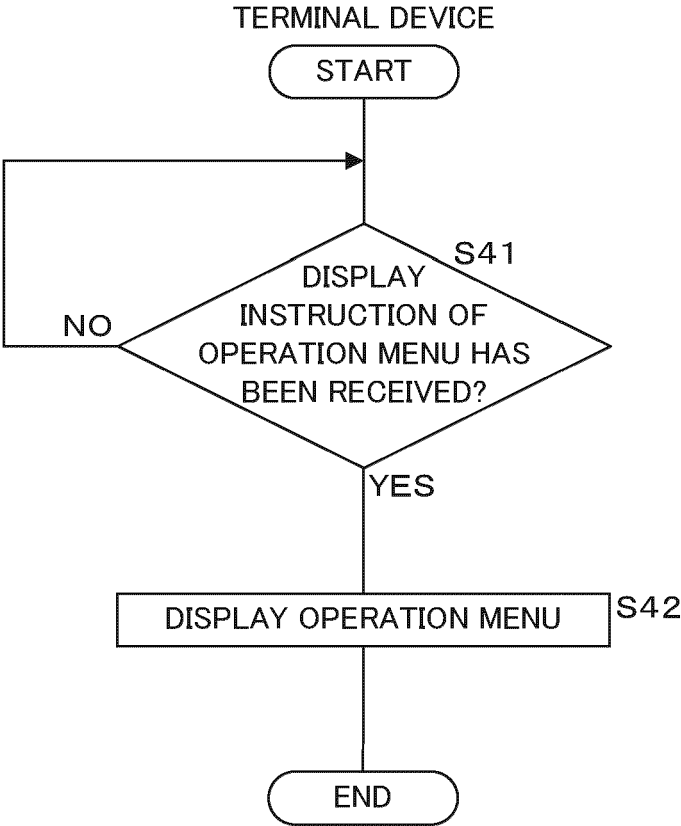 TERMINAL DEVICE
START
S41
DISPLAY
INSTRUCTION OF
OPERATION MENU HAS
BEEN RECEIVED?
NO
YES
DISPLAY OPERATION MENU
S42
END